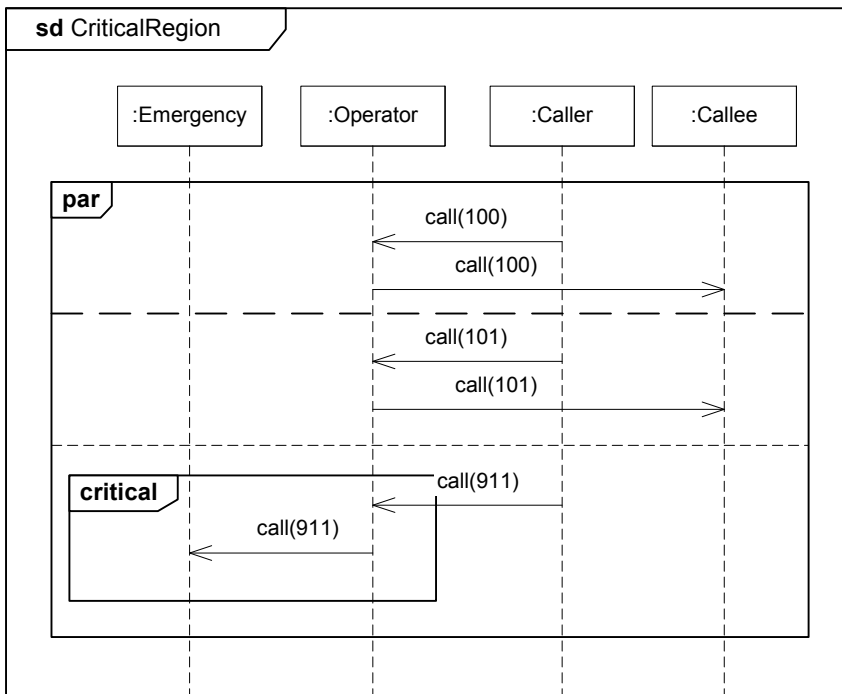 sd CriticalRegion
:Emergency :Operator :Caller :Callee
par
call(100)
call(100)
call(101)
call(101)
critical
call(911)
call(911)